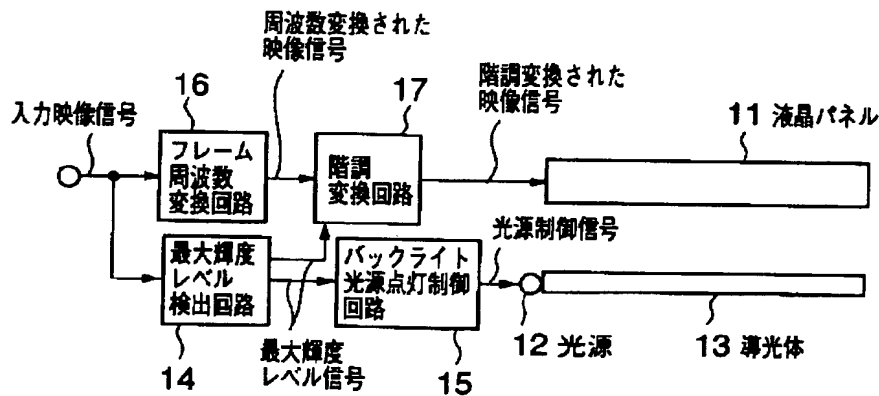 周波数変換された
映像信号
階調変換された
映像信号
入力映像信号
16
17
11 液晶パネル
フレーム
周波数
変換回路
階調
変換回路
光源制御信号
最大輝度
レベル
検出回路
バックライト
光源点灯制御
回路
14
最大輝度
レベル信号
15
12 光源
13 導光体